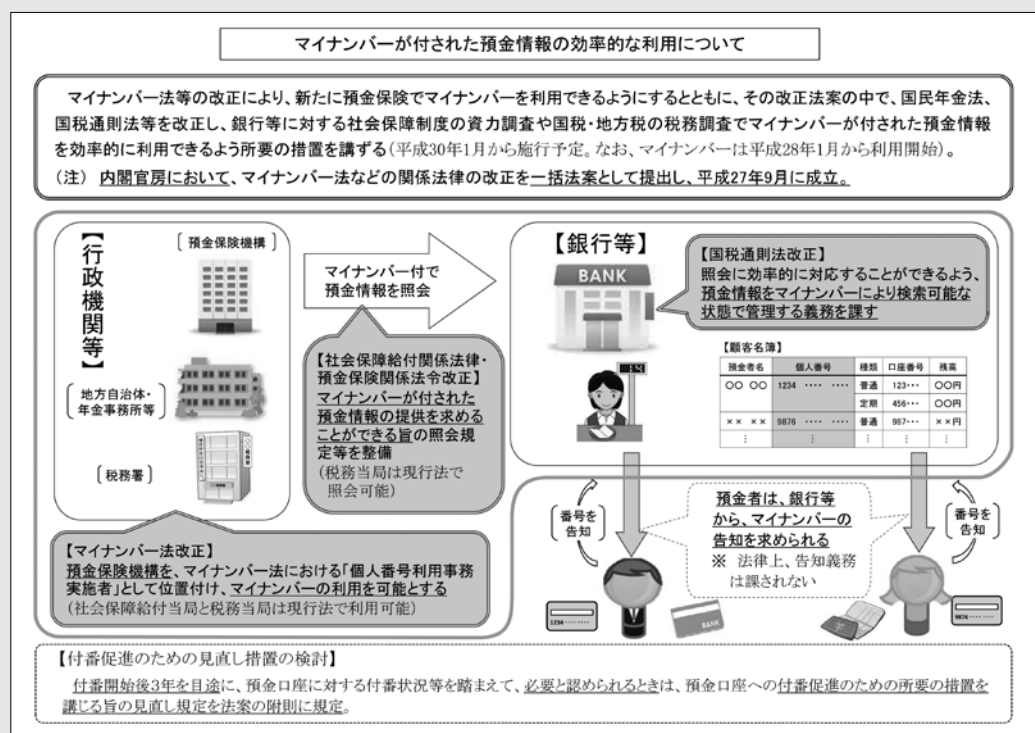 マイナンバーが付された預金情報の効率的な利用について
マイナンバー法等の改正により、新たに預金保険でマイナンバーを利用できるようにするとともに、その改正法案の中で、国民年金法、
国税通則法等を改正し、銀行等に対する社会保障制度の資力調査や国税・地方税の税務調査でマイナンバーが付された預金情報
を効率的に利用できるよう所要の措置を講ずる(平成30年1月から施行予定。なお、マイナンバーは平成28年1月から利用開始)。
(注) 内閣官房において、マイナンバー法などの関係法律の改正を一括法案として提出し、平成27年9月に成立。
【行政機関等】
〔預金保険機構〕
〔地方自治体・
年金事務所等〕
〔税務署〕
マイナンバー付で
預金情報を照会
【社会保障給付関係法律・
預金保険関係法令改正】
マイナンバーが付された
預金情報の提供を求める
ことができる旨の照会規
定等を整備
(税務当局は現行法で
照会可能)
【マイナンバー法改正】
預金保険機構を、マイナンバー法における「個人番号利用事務
実施者」として位置付け、マイナンバーの利用を可能とする
(社会保障給付当局と税務当局は現行法で利用可能)
【銀行等】
BANK
【国税通則法改正】
照会に効率的に対応することができるよう、
預金情報をマイナンバーにより検索可能な
状態で管理する義務を課す
【顧客名簿】
預金者名 個人番号 種類 口座番号 残高
○○ ○○ 1234 ‥‥ ‥‥ 普通 123… ○○円
定期 456… ○○円
×× ×× 9876 ‥‥ ‥‥ 普通 987… ××円
⋮ ⋮ ⋮ ⋮ ⋮
〔番号を
告知〕
預金者は、銀行等
から、マイナンバーの
告知を求められる
※ 法律上、告知義務
は課されない
〔番号を
告知〕
1234 ‥‥ ‥‥
BANK
9876 ‥‥ ‥‥
【付番促進のための見直し措置の検討】
付番開始後3年を目途に、預金口座に対する付番状況等を踏まえて、必要と認められるときは、預金口座への付番促進のための所要の措置を
講じる旨の見直し規定を法案の附則に規定。